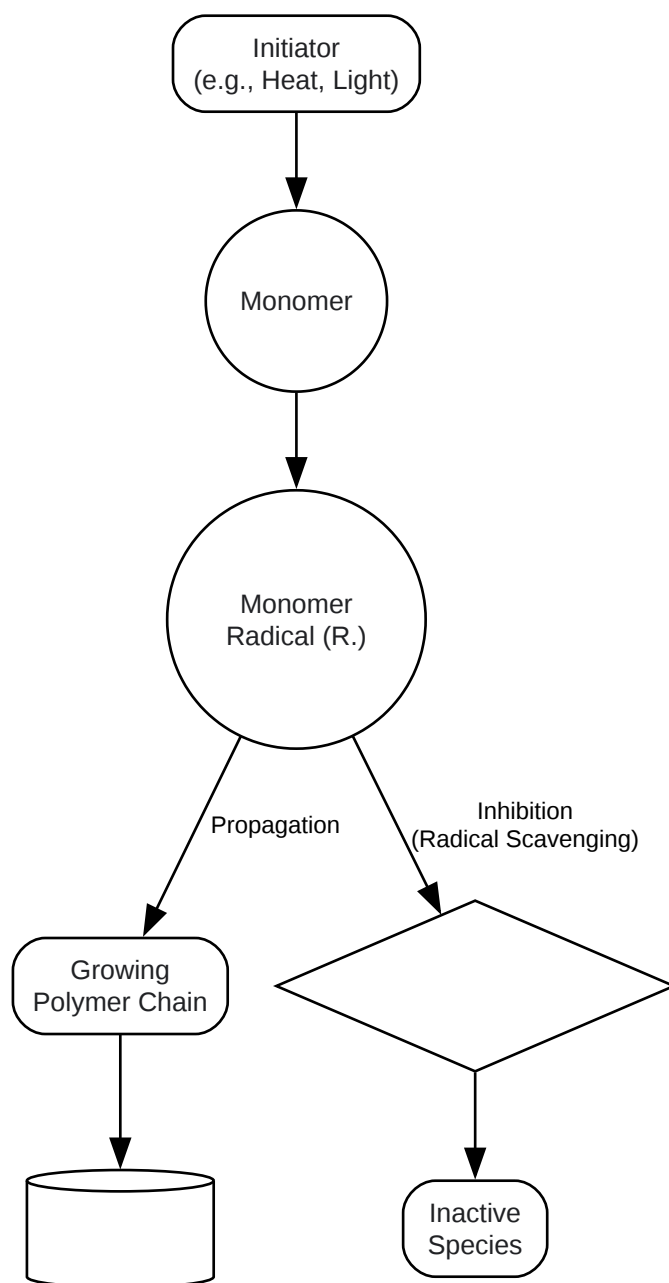 Initiator
(e.g., Heat, Light)
Monomer
Monomer
Radical (R.)
Propagation
Inhibition
(Radical Scavenging)
Growing
Polymer Chain
Inactive
Species